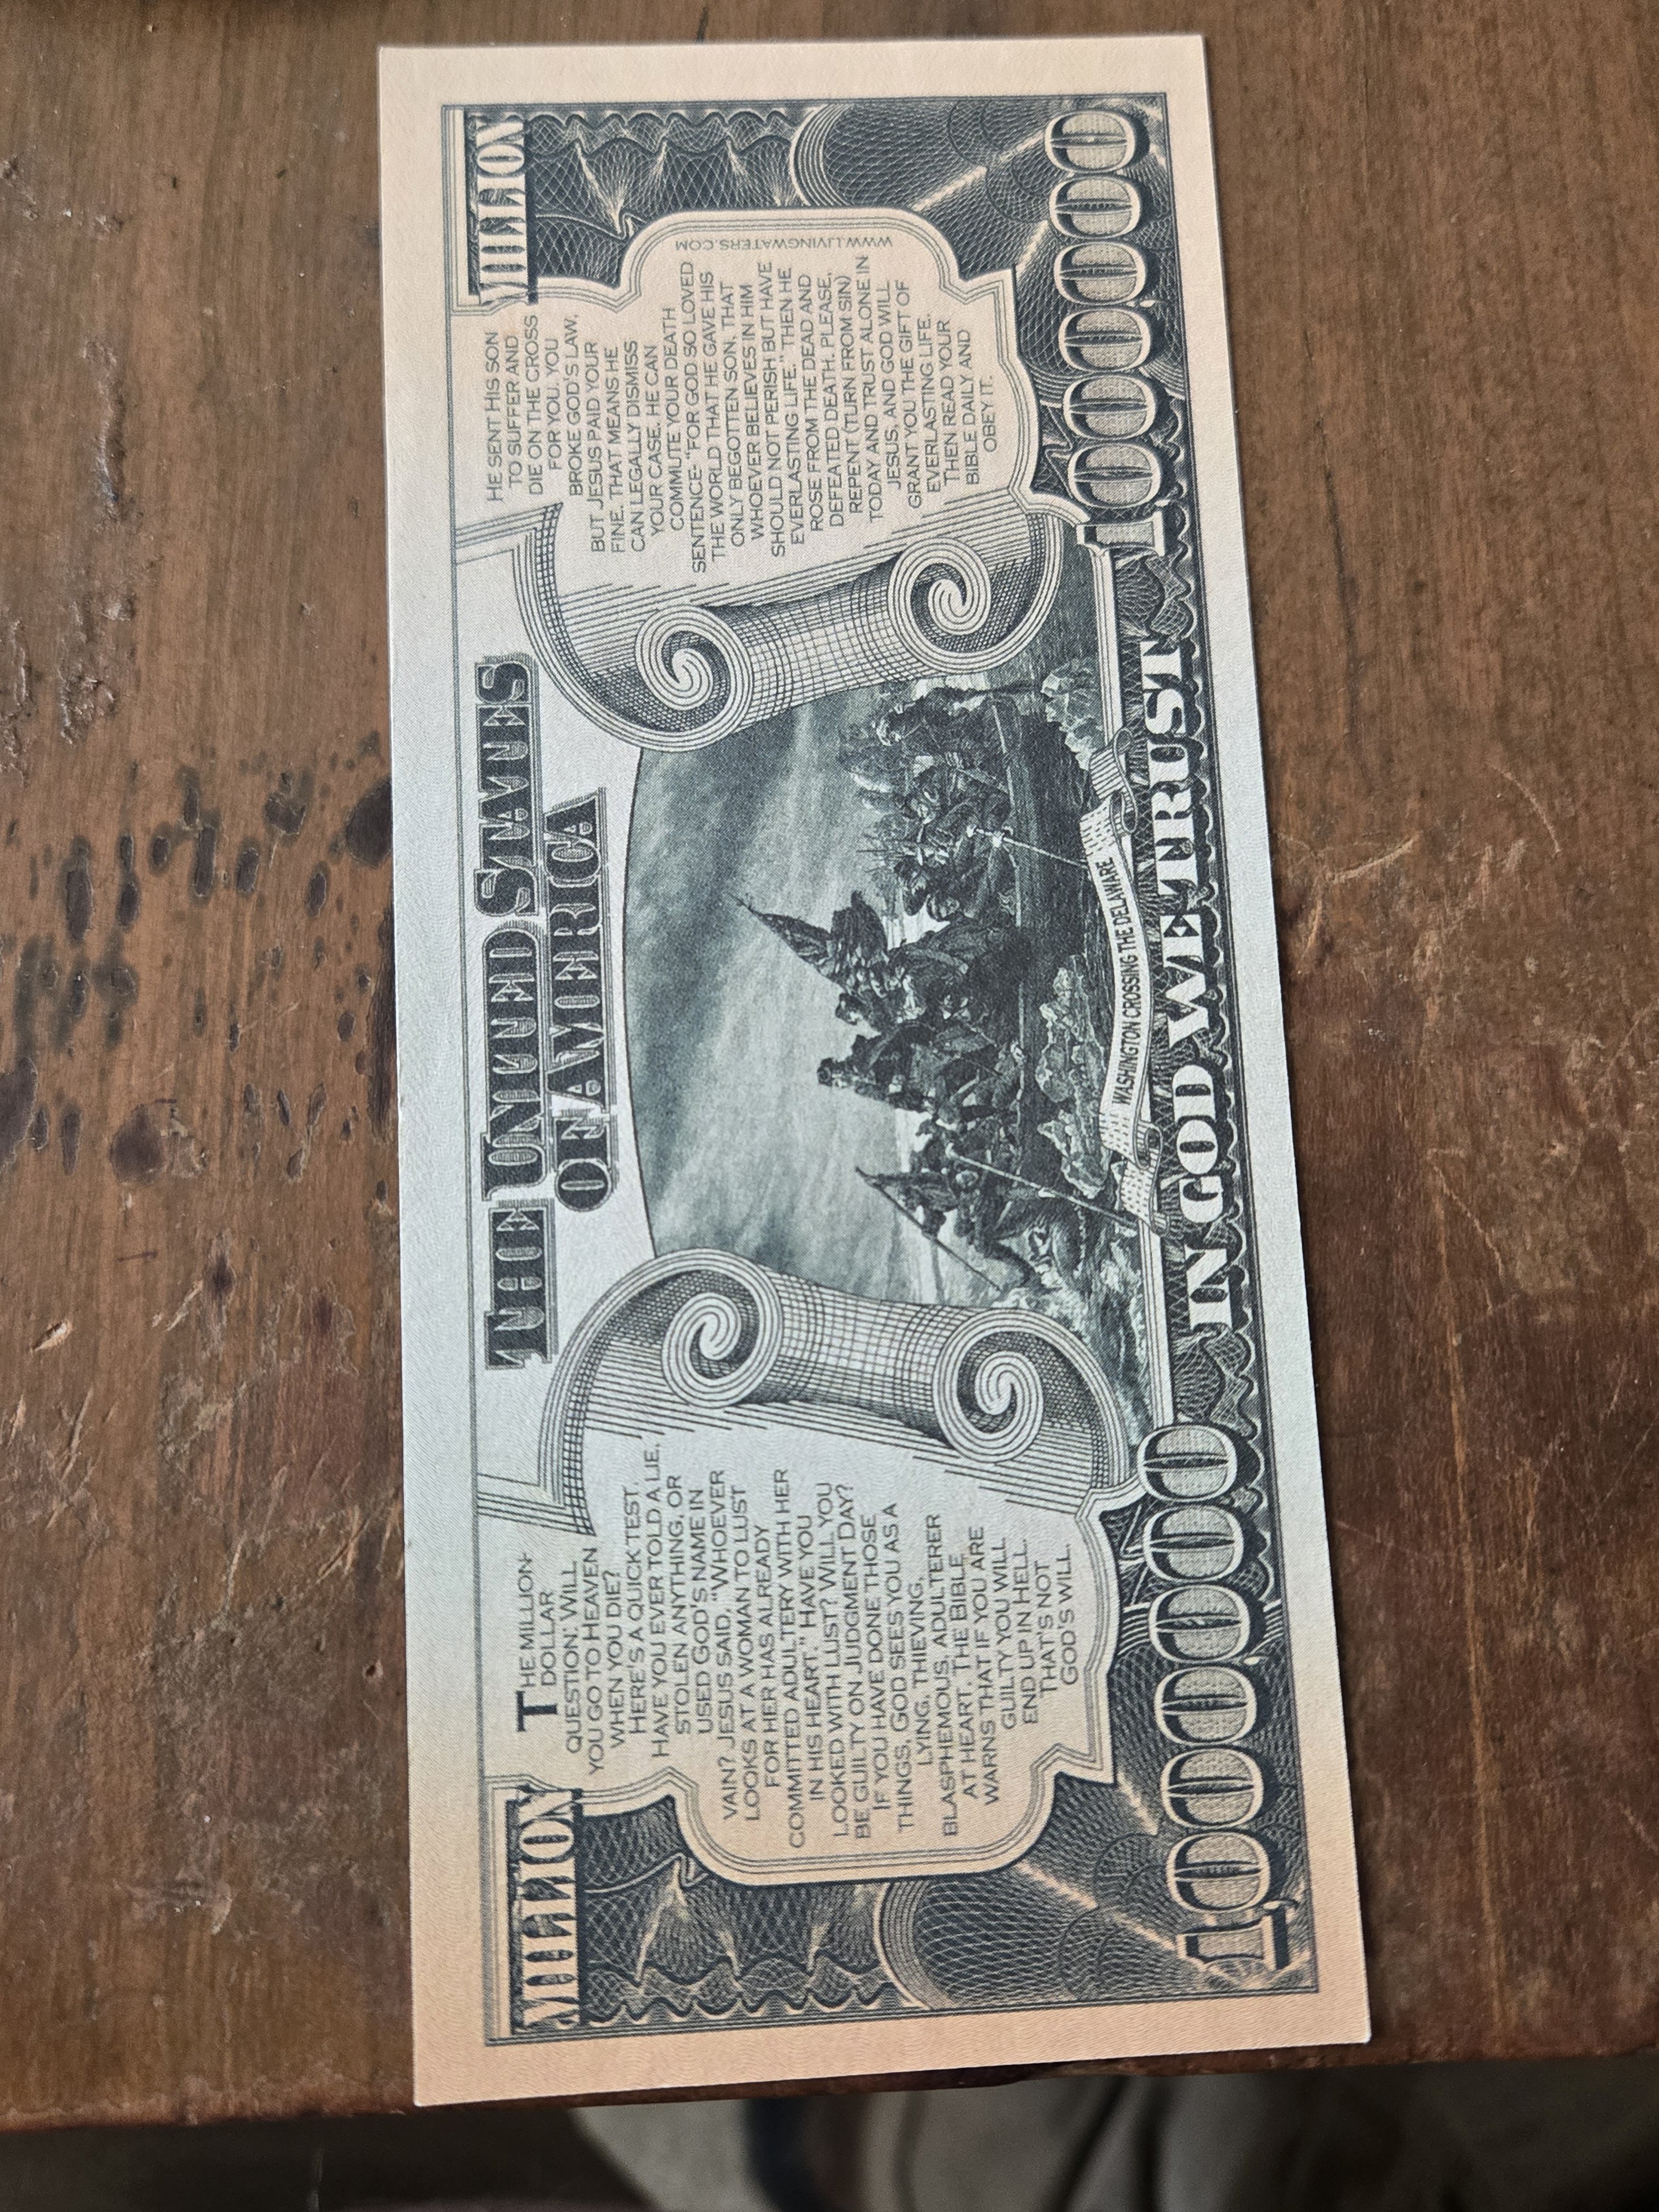 MILLION
THE UNITED STATES
OF AMERICA
MILLION
THE MILLION-
DOLLAR
QUESTION: WILL
YOU GO TO HEAVEN
WHEN YOU DIE?
HERE'S A QUICK TEST.
HAVE YOU EVER TOLD A LIE,
STOLEN ANYTHING, OR
USED GOD'S NAME IN
VAIN? JESUS SAID, "WHOEVER
LOOKS AT A WOMAN TO LUST
FOR HER HAS ALREADY
COMMITTED ADULTERY WITH HER
IN HIS HEART." HAVE YOU
LOOKED WITH LUST? WILL YOU
BE GUILTY ON JUDGMENT DAY?
IF YOU HAVE DONE THOSE
THINGS, GOD SEES YOU AS A
LYING, THIEVING,
BLASPHEMOUS, ADULTERER
AT HEART. THE BIBLE
WARNS THAT IF YOU ARE
GUILTY YOU WILL
END UP IN HELL.
THAT'S NOT
GOD'S WILL.
HE SENT HIS SON
TO SUFFER AND
DIE ON THE CROSS
FOR YOU. YOU
BROKE GOD'S LAW,
BUT JESUS PAID YOUR
FINE. THAT MEANS HE
CAN LEGALLY DISMISS
YOUR CASE. HE CAN
COMMUTE YOUR DEATH
SENTENCE- "FOR GOD SO LOVED
THE WORLD THAT HE GAVE HIS
ONLY BEGOTTEN SON, THAT
WHOEVER BELIEVES IN HIM
SHOULD NOT PERISH BUT HAVE
EVERLASTING LIFE." THEN HE
ROSE FROM THE DEAD AND
DEFEATED DEATH. PLEASE,
REPENT (TURN FROM SIN)
TODAY AND TRUST ALONE IN
JESUS, AND GOD WILL
GRANT YOU THE GIFT OF
EVERLASTING LIFE.
THEN READ YOUR
BIBLE DAILY AND
OBEY IT.
WWW.LIVINGWATERS.COM
WASHINGTON CROSSING THE DELAWARE
1,000,000
IN GOD WE TRUST
1,000,000